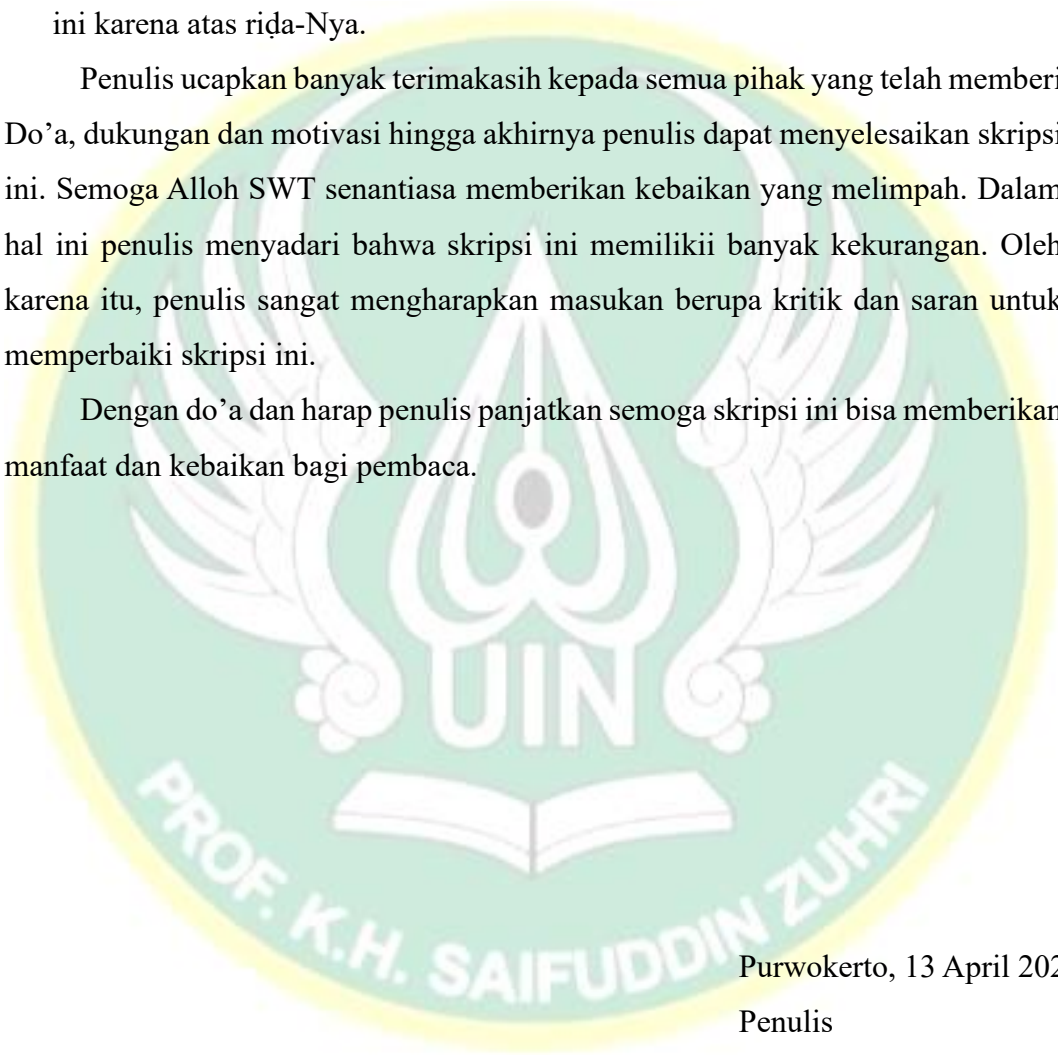 ini karena atas riḍa-Nya.
Penulis ucapkan banyak terimakasih kepada semua pihak yang telah memberi
Do’a, dukungan dan motivasi hingga akhirnya penulis dapat menyelesaikan skripsi
ini. Semoga Alloh SWT senantiasa memberikan kebaikan yang melimpah. Dalam
hal ini penulis menyadari bahwa skripsi ini memilikii banyak kekurangan. Oleh
karena itu, penulis sangat mengharapkan masukan berupa kritik dan saran untuk
memperbaiki skripsi ini.
Dengan do’a dan harap penulis panjatkan semoga skripsi ini bisa memberikan
manfaat dan kebaikan bagi pembaca.
UIN
PROF. K.H. SAIFUDDIN ZUHRI
Purwokerto, 13 April 202
Penulis